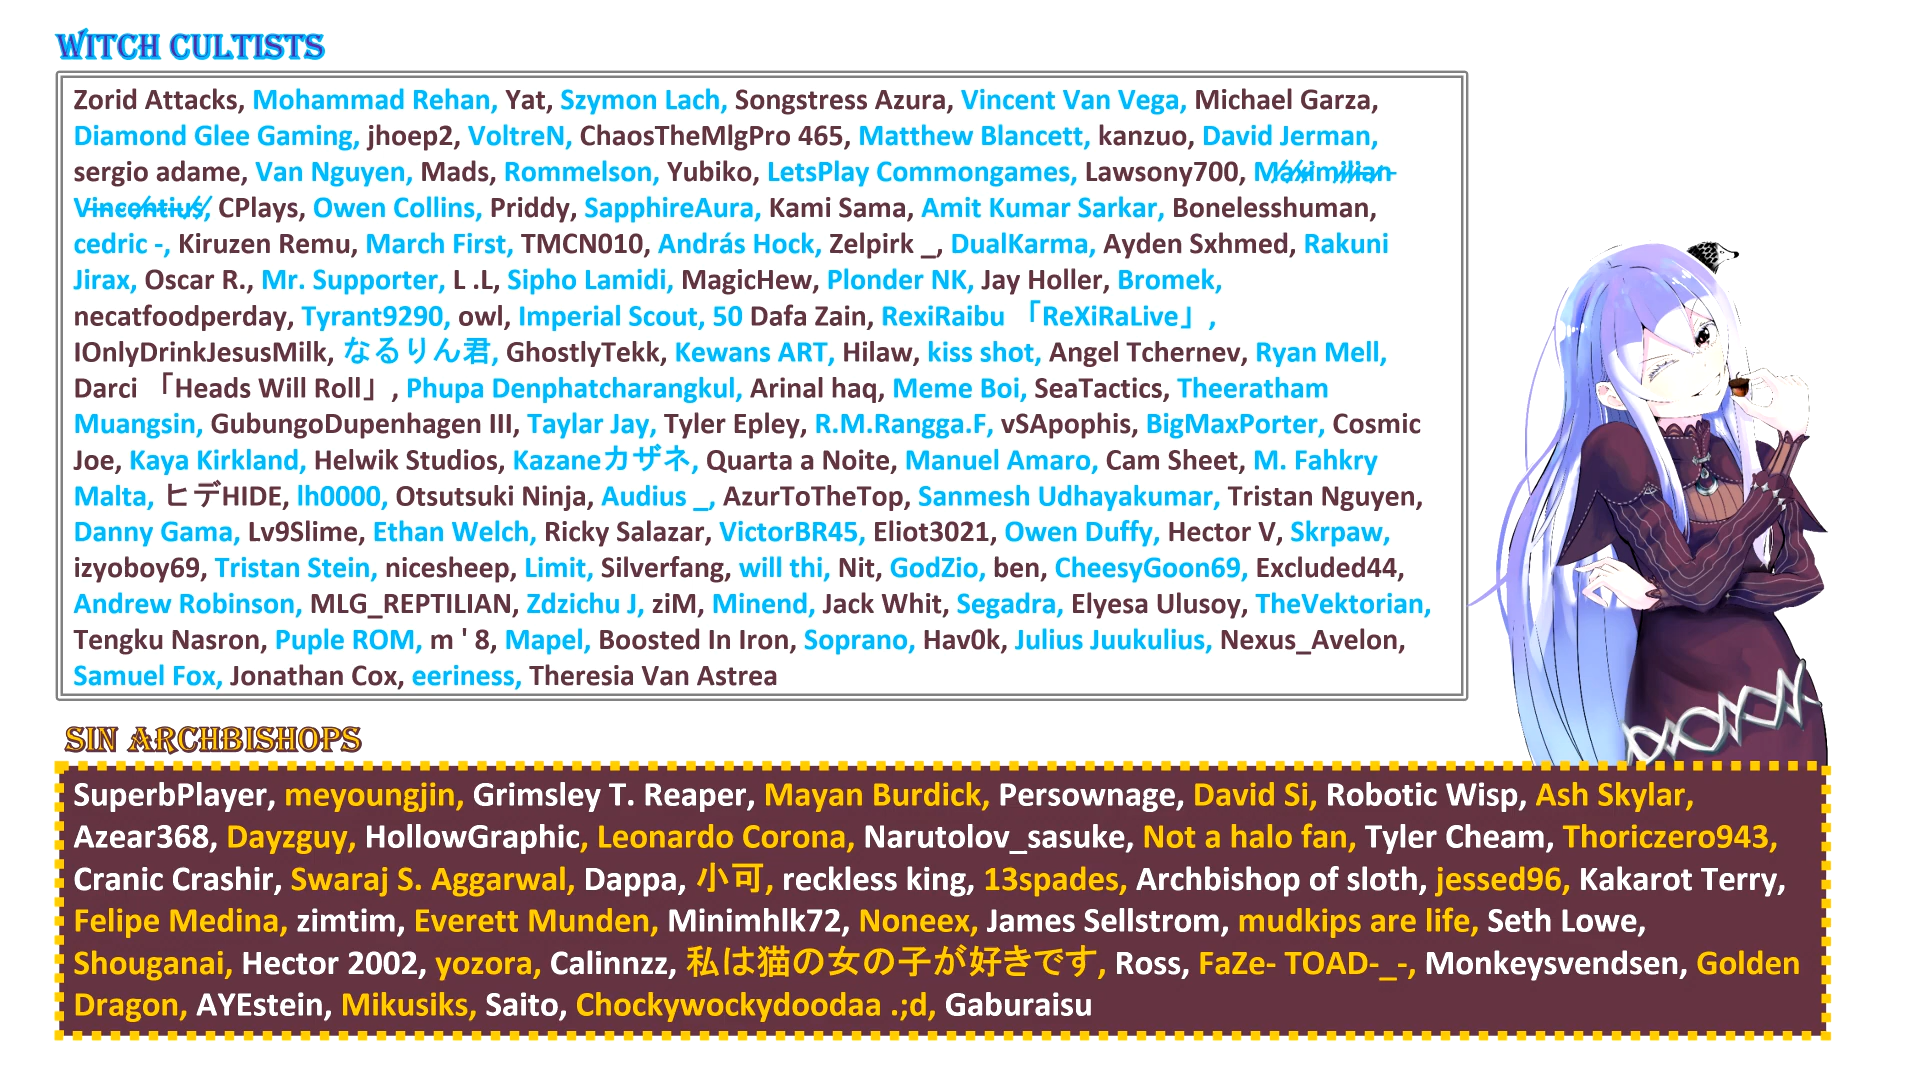 WITCH CULTISTS
Zorid Attacks, Mohammad Rehan, Yat, Szymon Lach, Songstress Azura, Vincent Van Vega, Michael Garza,
Diamond Glee Gaming, jhoep2, VoltreN, ChaosTheMlgPro 465, Matthew Blancett, kanzuo, David Jerman,
sergio adame, Van Nguyen, Mads, Rommelson, Yubiko, LetsPlay Commongames, Lawsony700, Maximilian
Vincentius, CPlays, Owen Collins, Priddy, SapphireAura, Kami Sama, Amit Kumar Sarkar, Bonelesshuman,
cedric -, Kiruzen Remu, March First, TMCN010, András Hock, Zelpirk _, DualKarma, Ayden Sxhmed, Rakuni
Jirax, Oscar R., Mr. Supporter, L .L, Sipho Lamidi, MagicHew, Plonder NK, Jay Holler, Bromek,
necatfoodperday, Tyrant9290, owl, Imperial Scout, 50 Dafa Zain, RexiRaibu 「ReXiRaLive」,
IOnlyDrinkJesusMilk, なるりん君, GhostlyTekk, Kewans ART, Hilaw, kiss shot, Angel Tchernev, Ryan Mell,
Darci 「Heads Will Roll」, Phupa Denphatcharangkul, Arinal haq, Meme Boi, SeaTactics, Theeratham
Muangsin, GubungoDupenhagen III, Taylar Jay, Tyler Epley, R.M.Rangga.F, vSApophis, BigMaxPorter, Cosmic
Joe, Kaya Kirkland, Helwik Studios, Kazaneカザネ, Quarta a Noite, Manuel Amaro, Cam Sheet, M. Fahkry
Malta, ヒデHIDE, lh0000, Otsutsuki Ninja, Audius _, AzurToTheTop, Sanmesh Udhayakumar, Tristan Nguyen,
Danny Gama, Lv9Slime, Ethan Welch, Ricky Salazar, VictorBR45, Eliot3021, Owen Duffy, Hector V, Skrpaw,
izyoboy69, Tristan Stein, nicesheep, Limit, Silverfang, will thi, Nit, GodZio, ben, CheesyGoon69, Excluded44,
Andrew Robinson, MLG_REPTILIAN, Zdzichu J, ziM, Minend, Jack Whit, Segadra, Elyesa Ulusoy, TheVektorian,
Tengku Nasron, Puple ROM, m ' 8, Mapel, Boosted In Iron, Soprano, Hav0k, Julius Juukulius, Nexus_Avelon,
Samuel Fox, Jonathan Cox, eeriness, Theresia Van Astrea
SIN ARCHBISHOPS
SuperbPlayer, meyoungjin, Grimsley T. Reaper, Mayan Burdick, Persownage, David Si, Robotic Wisp, Ash Skylar,
Azear368, Dayzguy, HollowGraphic, Leonardo Corona, Narutolov_sasuke, Not a halo fan, Tyler Cheam, Thoriczero943,
Cranic Crashir, Swaraj S. Aggarwal, Dappa, 小可, reckless king, 13spades, Archbishop of sloth, jessed96, Kakarot Terry,
Felipe Medina, zimtim, Everett Munden, Minimhlk72, Noneex, James Sellstrom, mudkips are life, Seth Lowe,
Shouganai, Hector 2002, yozora, Calinnzz, 私は猫の女の子が好きです, Ross, FaZe- TOAD-_-, Monkeysvendsen, Golden
Dragon, AYEstein, Mikusiks, Saito, Chockywockydoodaa .;d, Gaburaisu